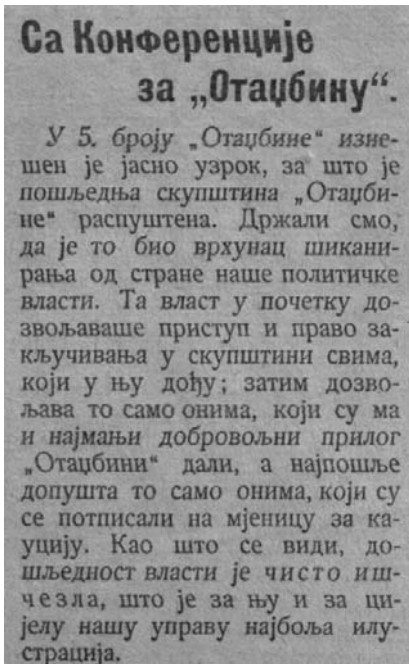 Са Конференције
за „Отаџбину“.
У 5. броју „Отаџбине“ изне-
шен је јасно узрок, за што је
пошљедња скупштина „Отаџби-
не“ распуштена. Држали смо,
да је то био врхунац шикани-
рања од стране наше политичке
власти. Та власт у почетку до-
звољаваше приступ и право за-
кључивања у скупштини свима,
који у њу дођу; затим дозво-
љава то само онима, који су ма
и најмањи добровољни прилог
„Отаџбини“ дали, а најпошље
допушта то само онима, који су
се потписали на мјеницу за ка-
уцију. Као што се види, до-
шљедност власти је чисто иш-
чезла, што је за њу и за ци-
јелу нашу управу најбоља илу-
страција.